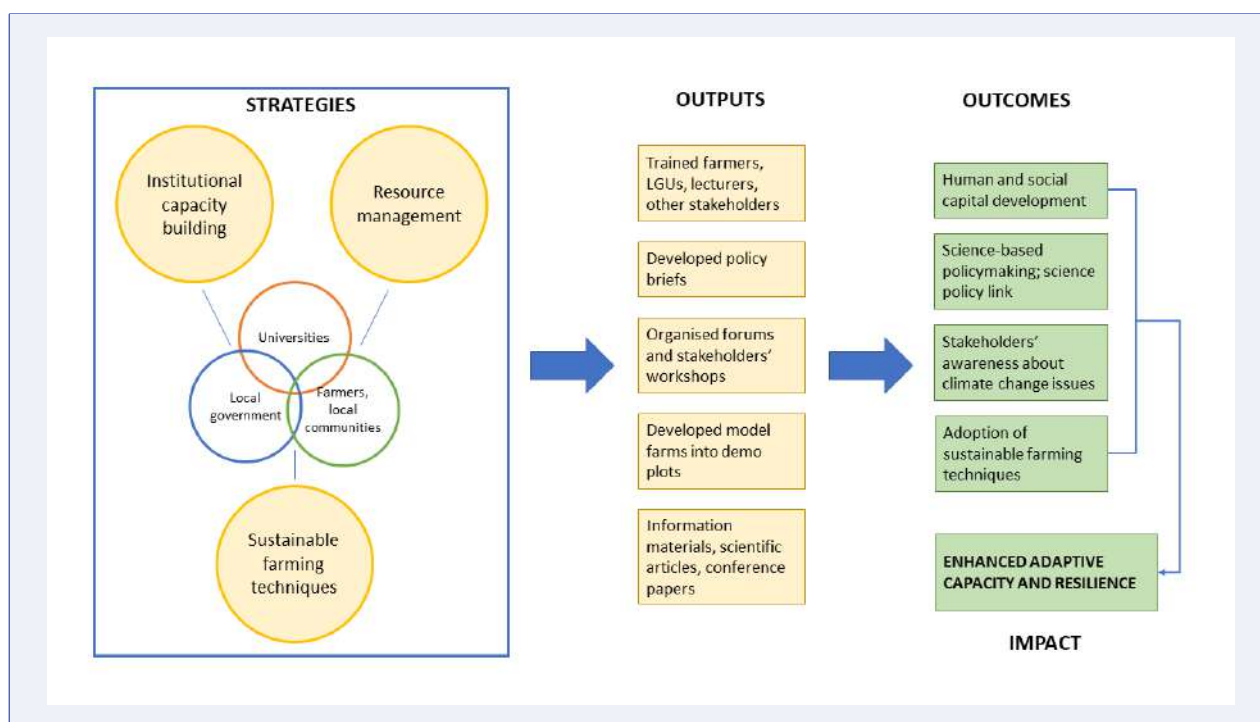 STRATEGIES
Institutional
capacity
building
Resource
management
Universities
Local
government
Farmers,
local
communities
Sustainable
farming
techniques
OUTPUTS
Trained farmers,
LGUs, lecturers,
other stakeholders
Developed policy
briefs
Organised forums
and stakeholders’
workshops
Developed model
farms into demo
plots
Information
materials, scientific
articles, conference
papers
OUTCOMES
Human and social
capital development
Science-based
policymaking; science
policy link
Stakeholders’
awareness about
climate change issues
Adoption of
sustainable farming
techniques
ENHANCED ADAPTIVE
CAPACITY AND RESILIENCE
IMPACT